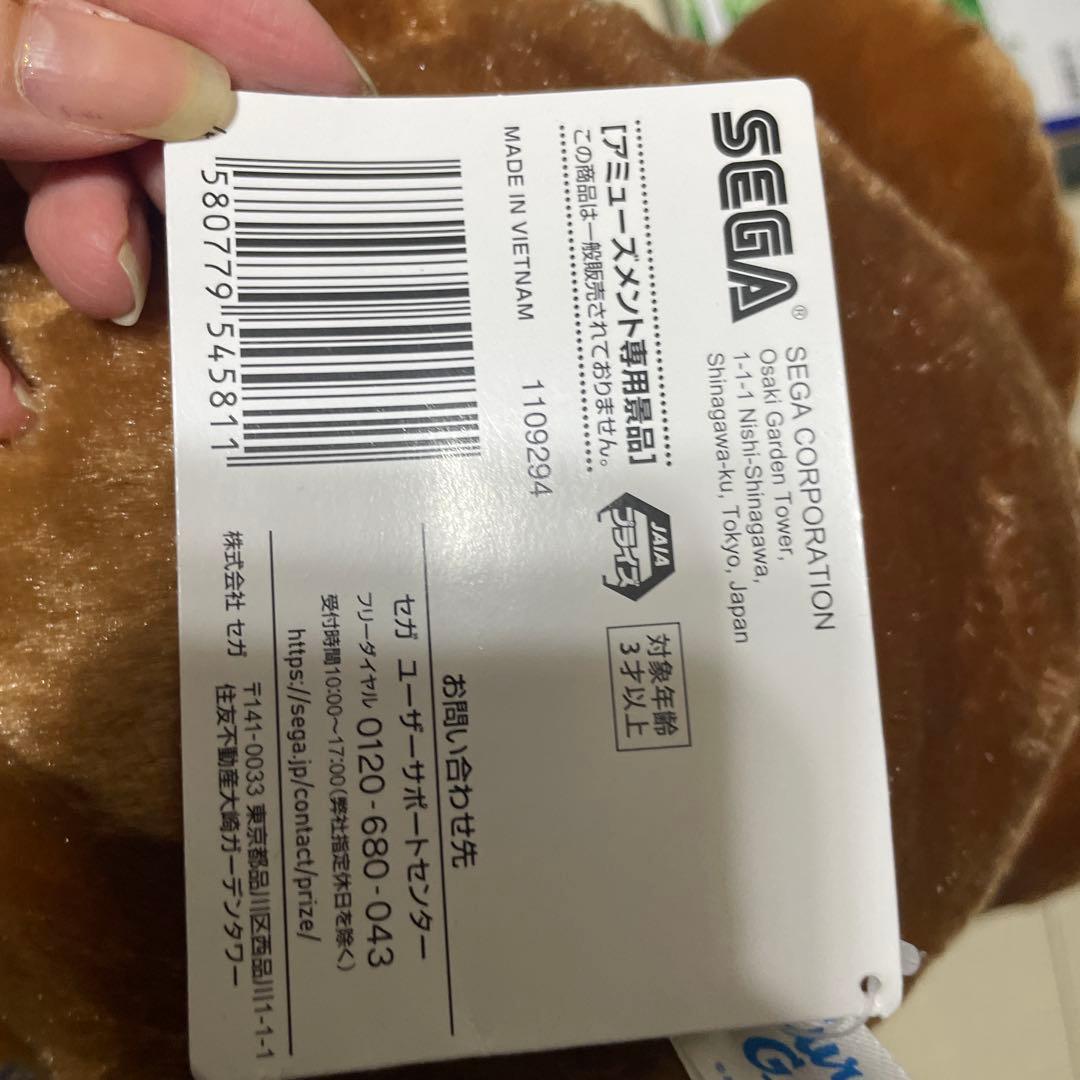 SEGA®
SEGA CORPORATION
Osaki Garden Tower,
1-1-1 Nishi-Shinagawa,
Shinagawa-ku, Tokyo, Japan
[アミューズメント専用景品]
この商品は一般販売されておりません。
JAIA
プライズ
対象年齢
3才以上
MADE IN VIETNAM 1109294
580779 545811
お問い合わせ先
セガ ユーザーサポートセンター
フリーダイヤル 0120-680-043
受付時間10:00～17:00(弊社指定休日を除く)
https://sega.jp/contact/prize/
株式会社 セガ 〒141-0033 東京都品川区西品川1-1-1
住友不動産大崎ガーデンタワー